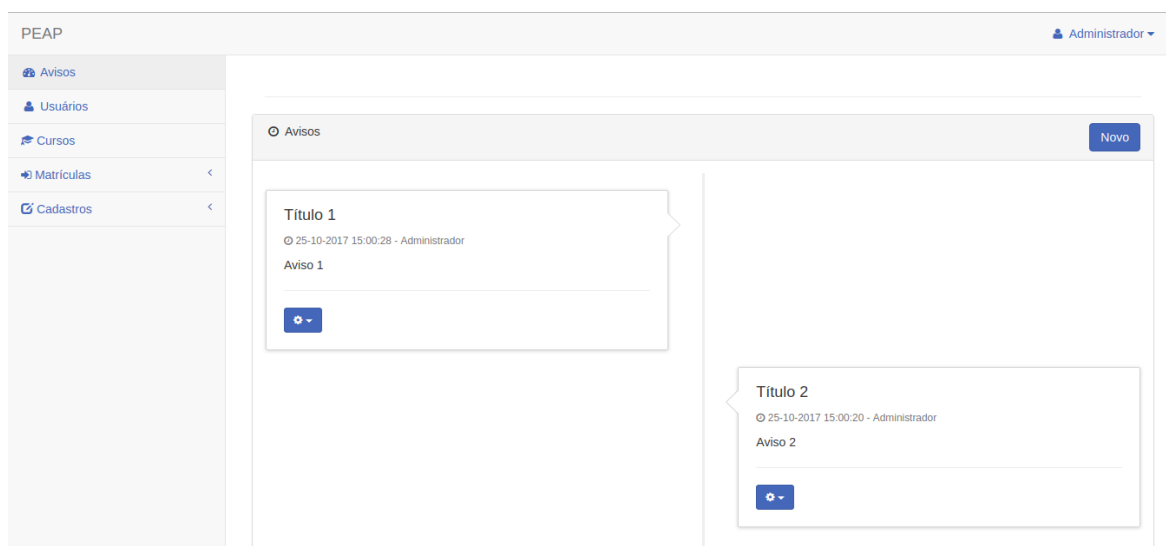 PEAP
Administrador
Avisos
Usuários
Cursos
Matrículas
Cadastros
Avisos
Novo
Título 1
25-10-2017 15:00:28 - Administrador
Aviso 1
Título 2
25-10-2017 15:00:20 - Administrador
Aviso 2